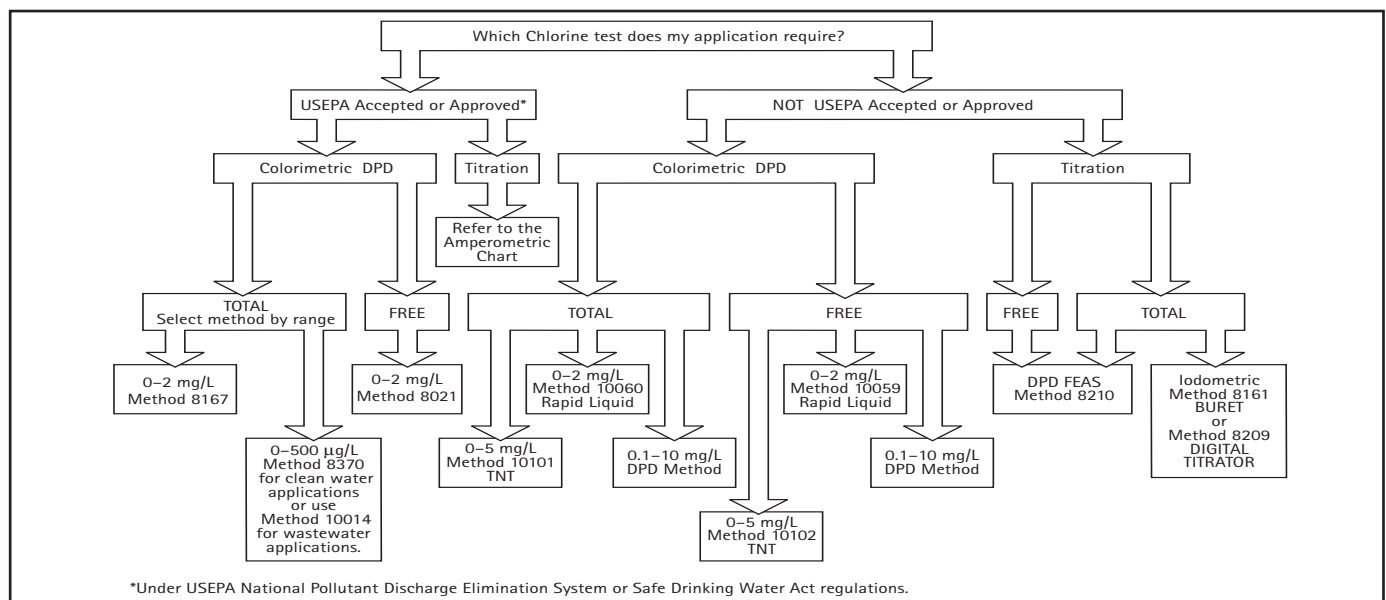 Which Chlorine test does my application require?
USEPA Accepted or Approved*
NOT USEPA Accepted or Approved
Colorimetric DPD
Titration
Colorimetric DPD
Titration
Refer to the
Amperometric
Chart
TOTAL
Select method by range
FREE
TOTAL
FREE
FREE
TOTAL
0–2 mg/L
Method 8167
0–2 mg/L
Method 8021
0–2 mg/L
Method 10060
Rapid Liquid
0–2 mg/L
Method 10059
Rapid Liquid
DPD FEAS
Method 8210
Iodometric
Method 8161
BURET
or
Method 8209
DIGITAL
TITRATOR
0–500 µg/L
Method 8370
for clean water
applications
or use
Method 10014
for wastewater
applications.
0–5 mg/L
Method 10101
TNT
0.1–10 mg/L
DPD Method
0.1–10 mg/L
DPD Method
0–5 mg/L
Method 10102
TNT
*Under USEPA National Pollutant Discharge Elimination System or Safe Drinking Water Act regulations.